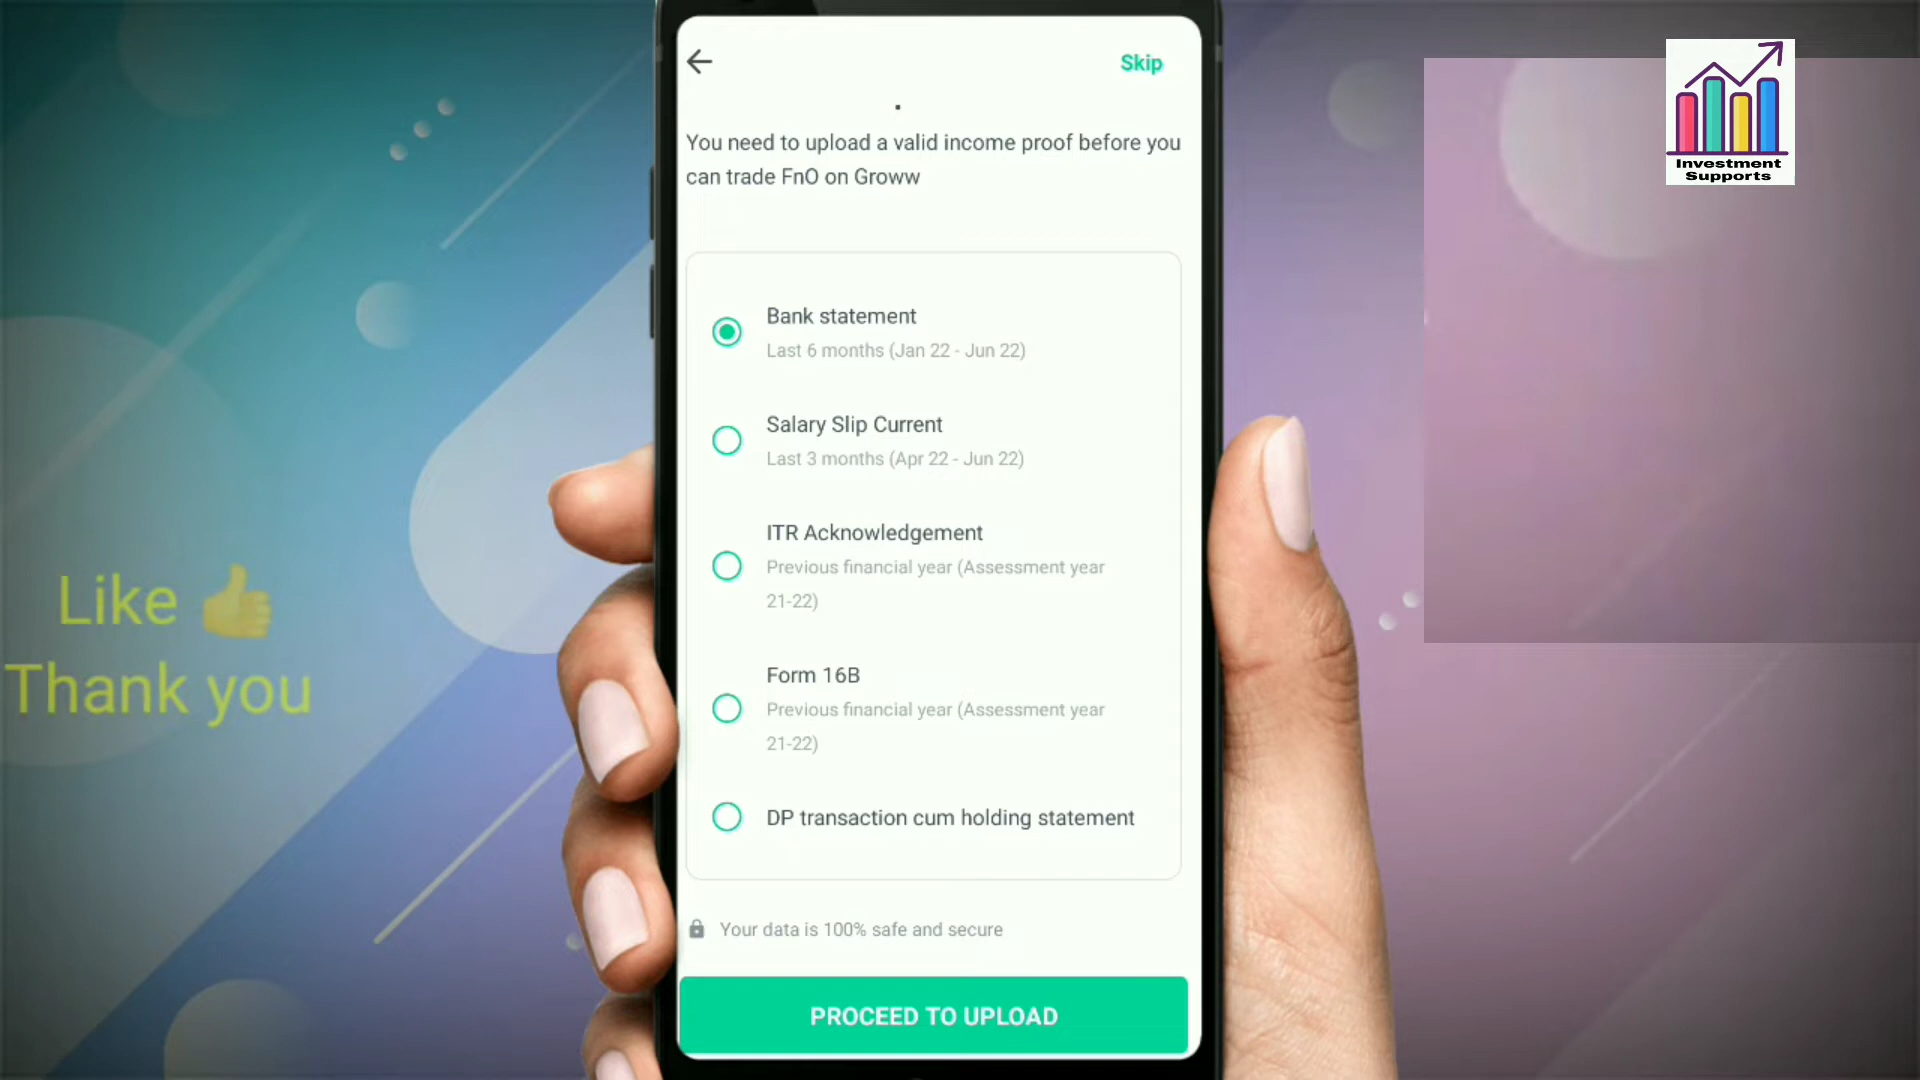 Skip
You need to upload a valid income proof before you
can trade FnO on Groww
Bank statement
Last 6 months (Jan 22 - Jun 22)
Salary Slip Current
Last 3 months (Apr 22 - Jun 22)
ITR Acknowledgement
Previous financial year (Assessment year
21-22)
Form 16B
Previous financial year (Assessment year
21-22)
DP transaction cum holding statement
Your data is 100% safe and secure
PROCEED TO UPLOAD
Like 👍
Thank you
Investment
Supports